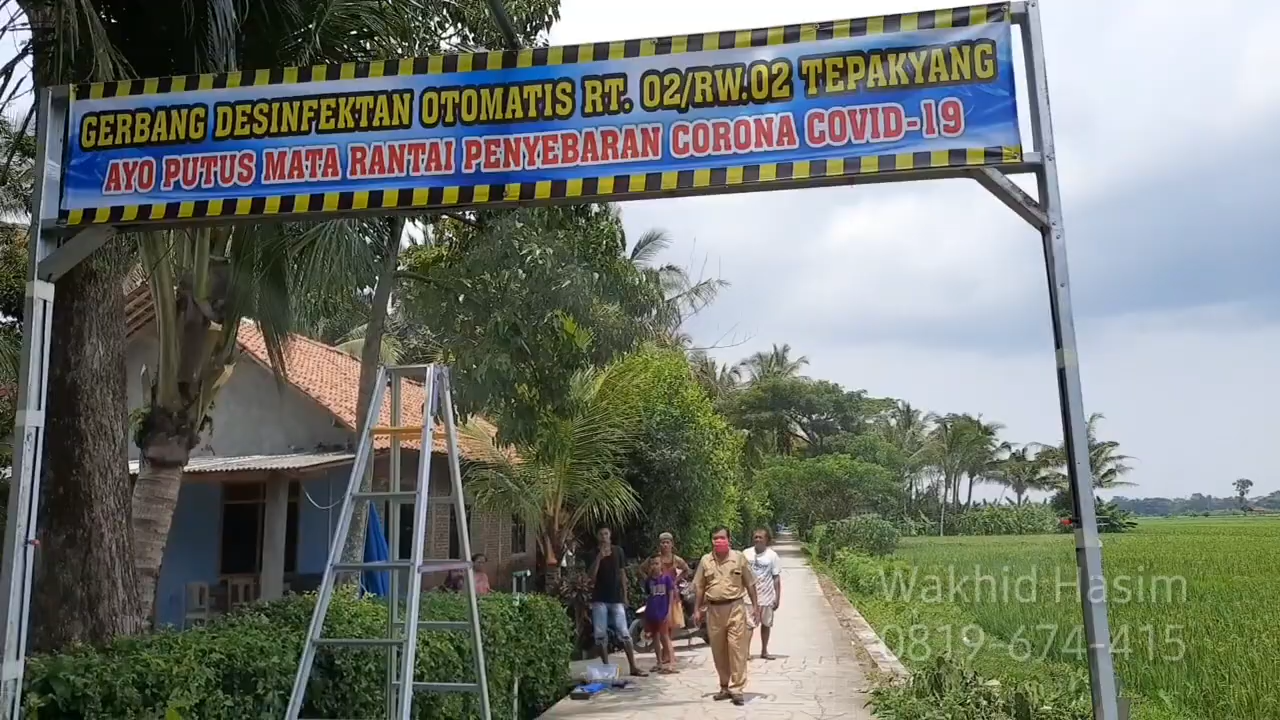 GERBANG DESINFEKTAN OTOMATIS RT. 02/RW.02 TEPAKYANG
AYO PUTUS MATA RANTAI PENYEBARAN CORONA COVID-19
Wakhid Hasim
0819-674-415